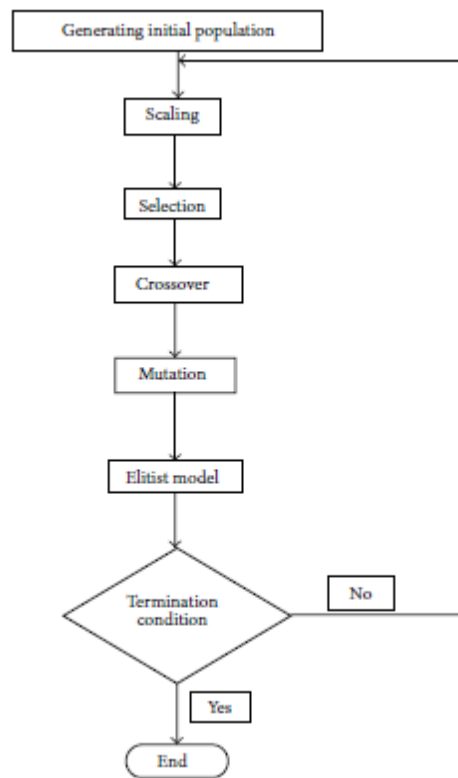 Generating initial population
Scaling
Selection
Crossover
Mutation
Elitist model
Termination
condition
No
Yes
End